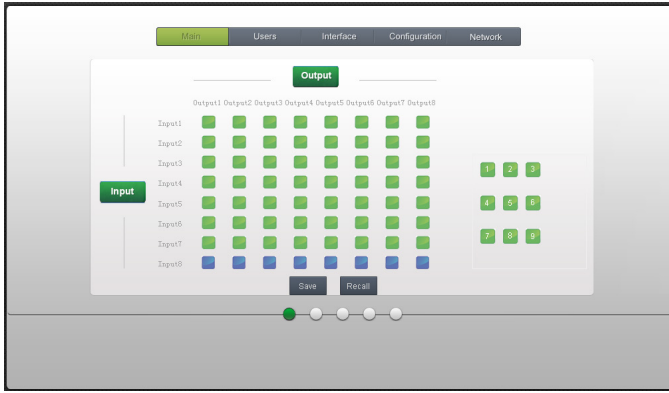 Main Users Interface Configuration Network
Output
Output1 Output2 Output3 Output4 Output5 Output6 Output7 Output8
Input1
Input2
Input3
Input4
Input5
Input6
Input7
Input8
Input
1 2 3
4 5 6
7 8 9
Save Recall